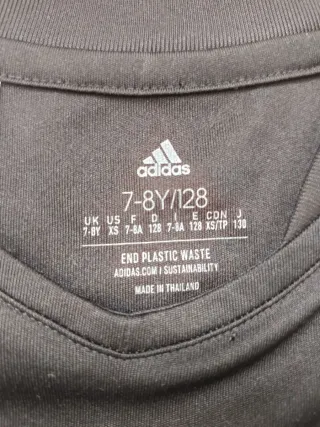 adidas
7-8Y/128
UK US F D I E CDN J
7-8Y XS 7-8A 128 7-8A 128 XS/TP 130
END PLASTIC WASTE
ADIDAS.COM / SUSTAINABILITY
MADE IN THAILAND